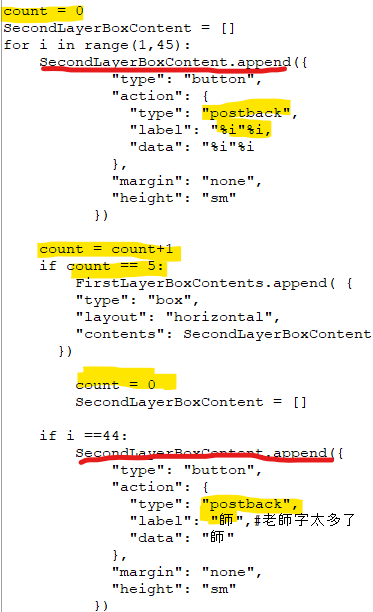 count = 0
SecondLayerBoxContent = []
for i in range(1,45):
SecondLayerBoxContent.append({
"type": "button",
"action": {
"type": "postback",
"label": "%i"%i,
"data": "%i"%i
},
"margin": "none",
"height": "sm"
})
count = count+1
if count == 5:
FirstLayerBoxContents.append( {
"type": "box",
"layout": "horizontal",
"contents": SecondLayerBoxContent
})
count = 0
SecondLayerBoxContent = []
if i ==44:
SecondLayerBoxContent.append({
"type": "button",
"action": {
"type": "postback",
"label": "師",#老師字太多了
"data": "師"
},
"margin": "none",
"height": "sm"
})